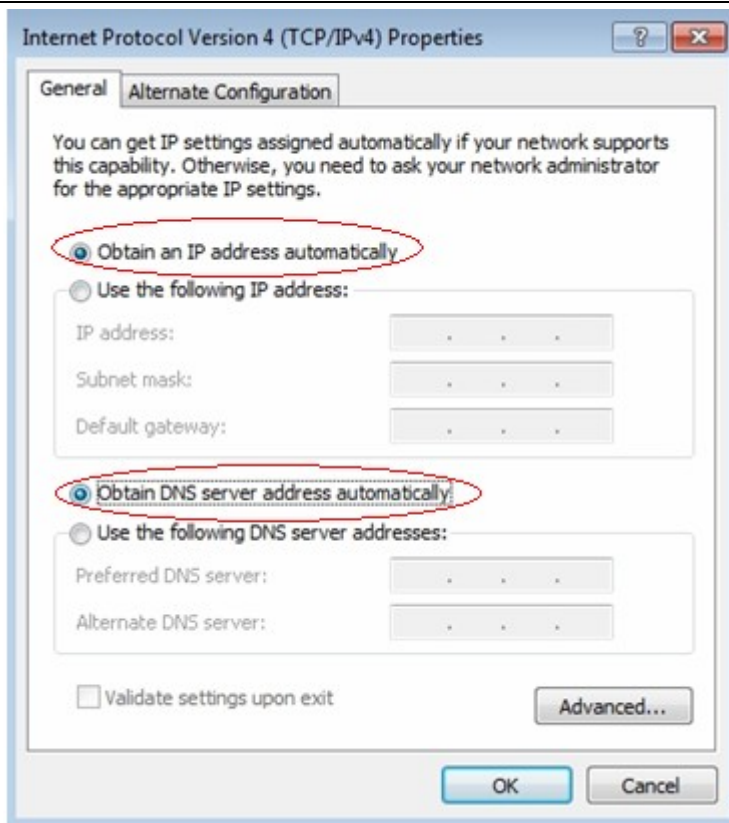 Internet Protocol Version 4 (TCP/IPv4) Properties
General
Alternate Configuration
You can get IP settings assigned automatically if your network supports
this capability. Otherwise, you need to ask your network administrator
for the appropriate IP settings.
Obtain an IP address automatically
Use the following IP address:
IP address:
Subnet mask:
Default gateway:
Obtain DNS server address automatically
Use the following DNS server addresses:
Preferred DNS server:
Alternate DNS server:
Validate settings upon exit
Advanced...
OK
Cancel